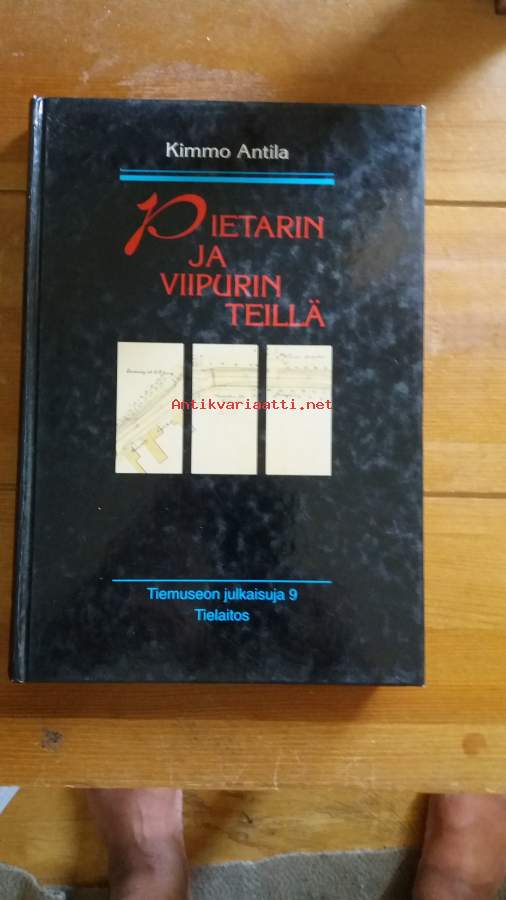 Kimmo Antila
PIETARIN
JA
VIIPURIN
TEILLÄ
Antikvariaatti.net
Tiemuseon julkaisuja 9
Tielaitos